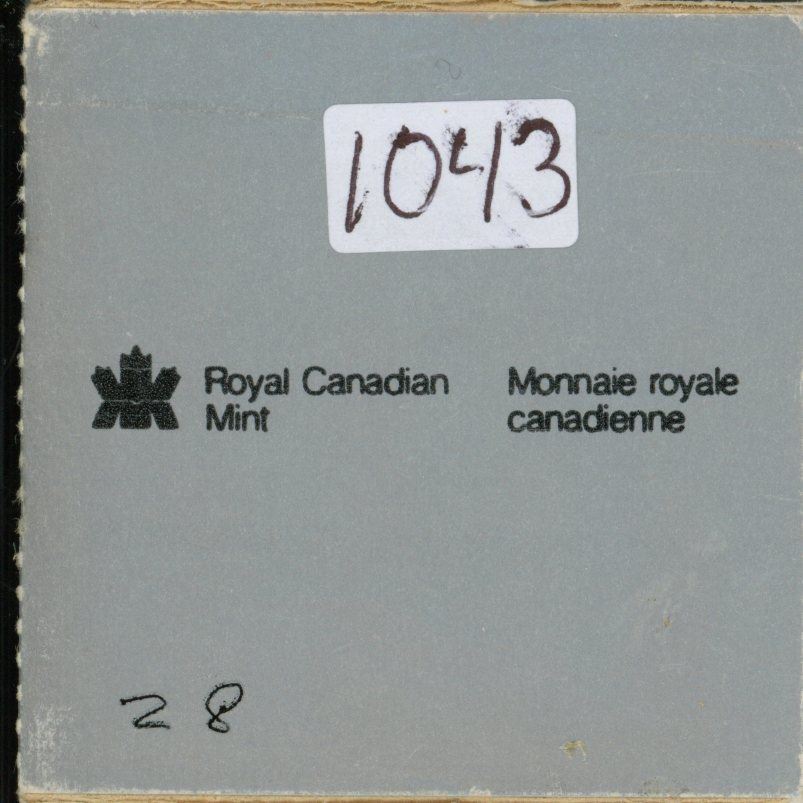 1043
Royal Canadian
Mint
Monnaie royale
canadienne
28